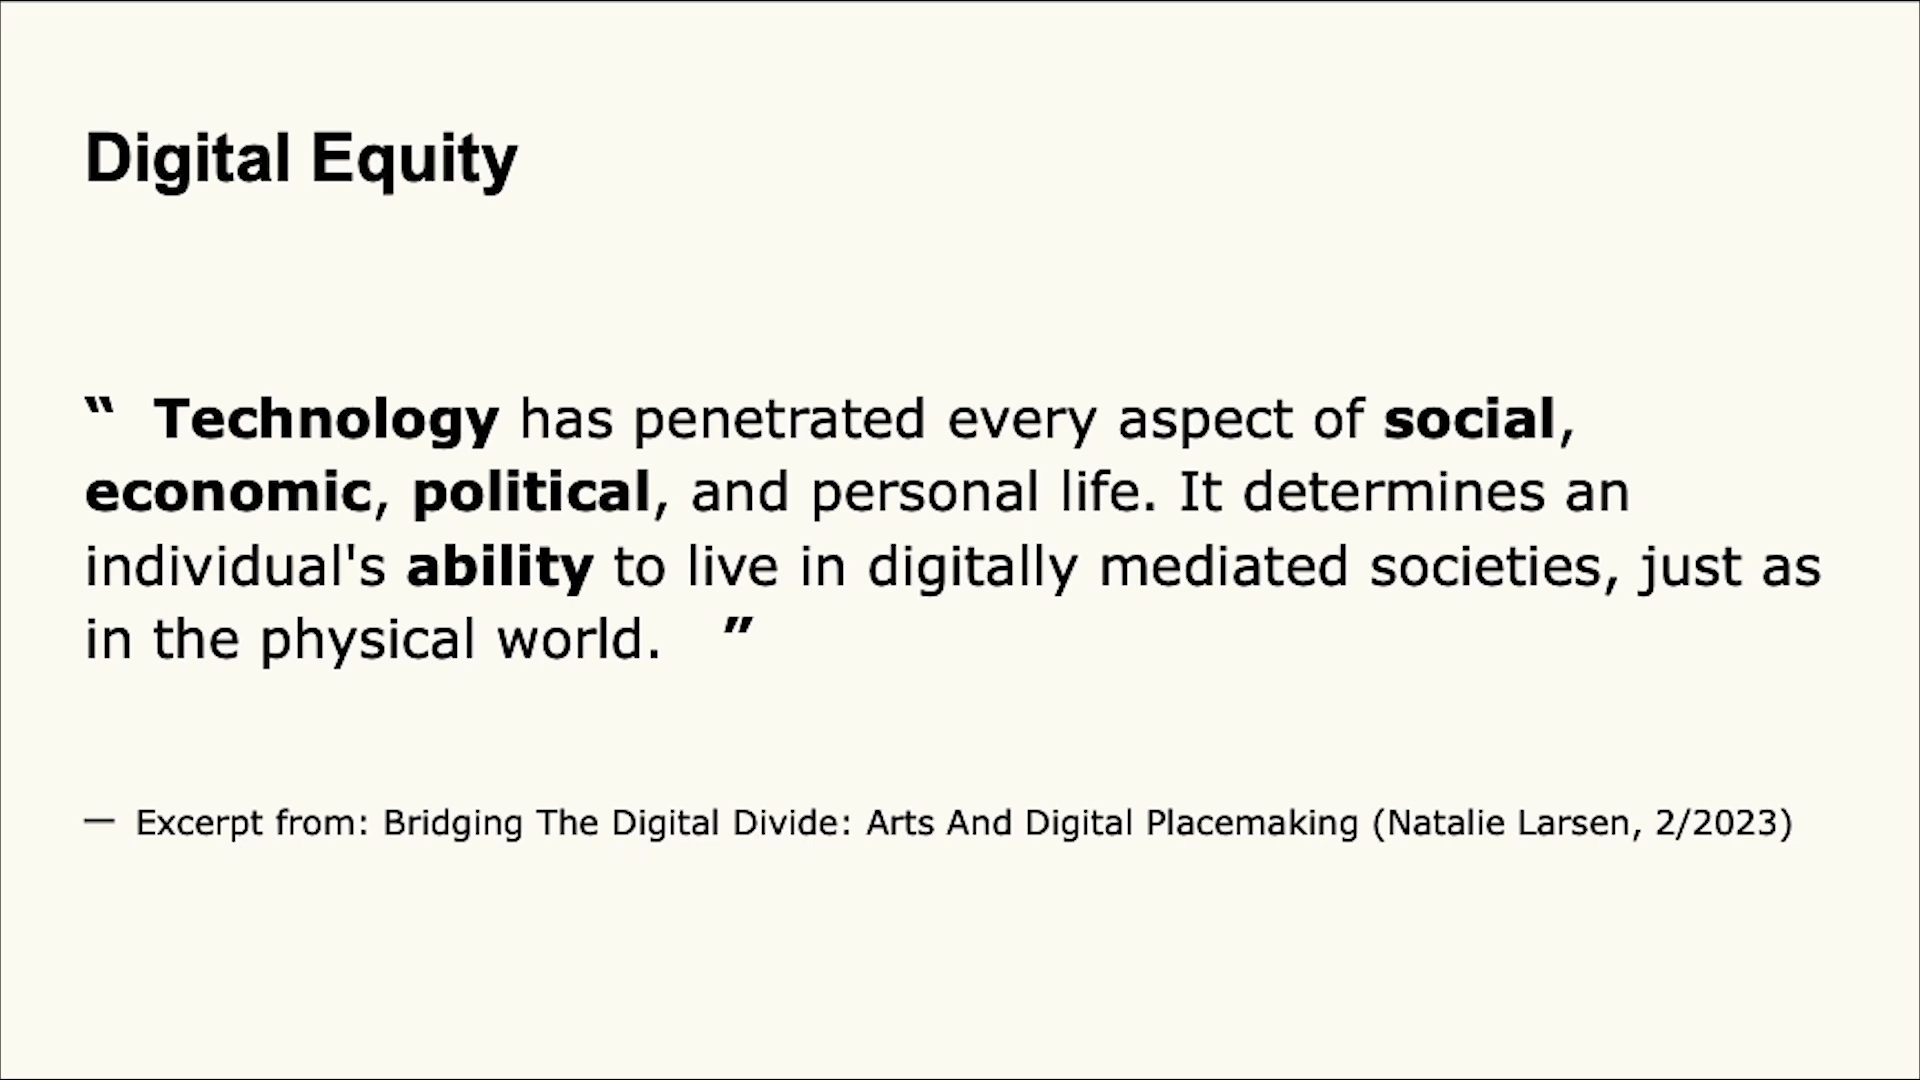 Digital Equity
“ Technology has penetrated every aspect of social,
economic, political, and personal life. It determines an
individual's ability to live in digitally mediated societies, just as
in the physical world. ”
— Excerpt from: Bridging The Digital Divide: Arts And Digital Placemaking (Natalie Larsen, 2/2023)